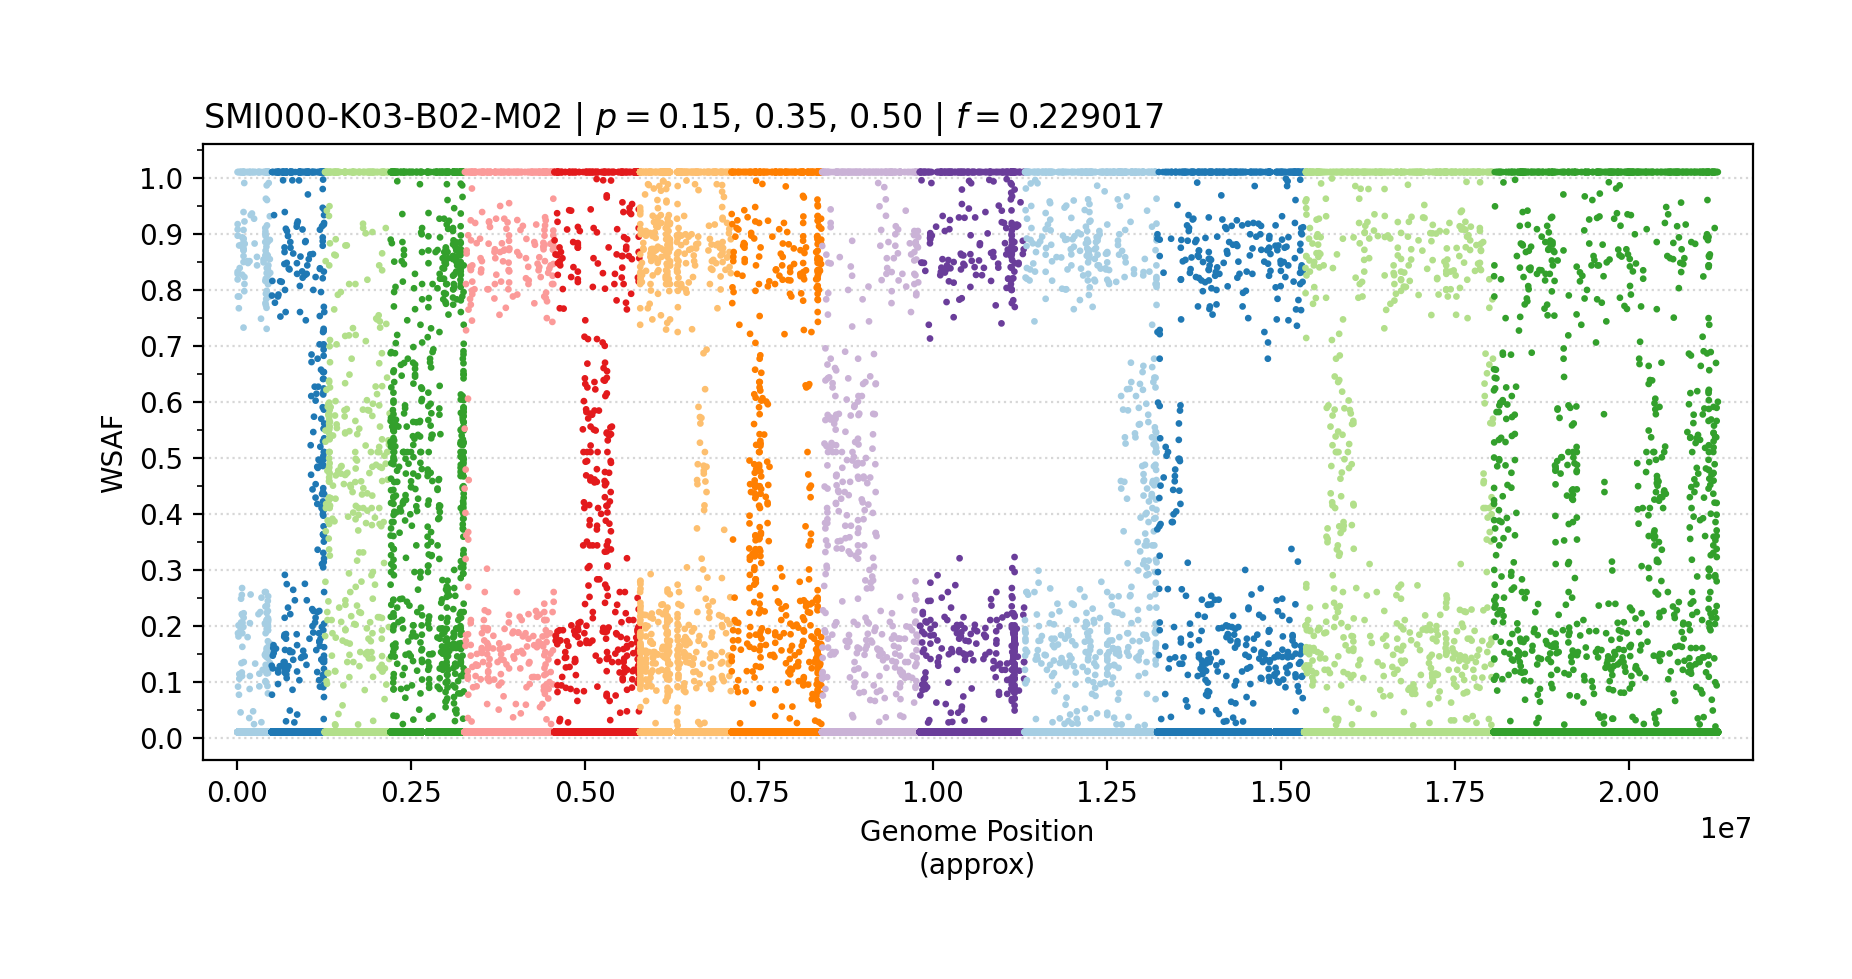 SMI000-K03-B02-M02 | p = 0.15, 0.35, 0.50 | f = 0.229017
1.0
0.9
0.8
0.7
0.6
0.5
0.4
0.3
0.2
0.1
0.0
WSAF
0.00 0.25 0.50 0.75 1.00 1.25 1.50 1.75 2.00
1e7
Genome Position
(approx)